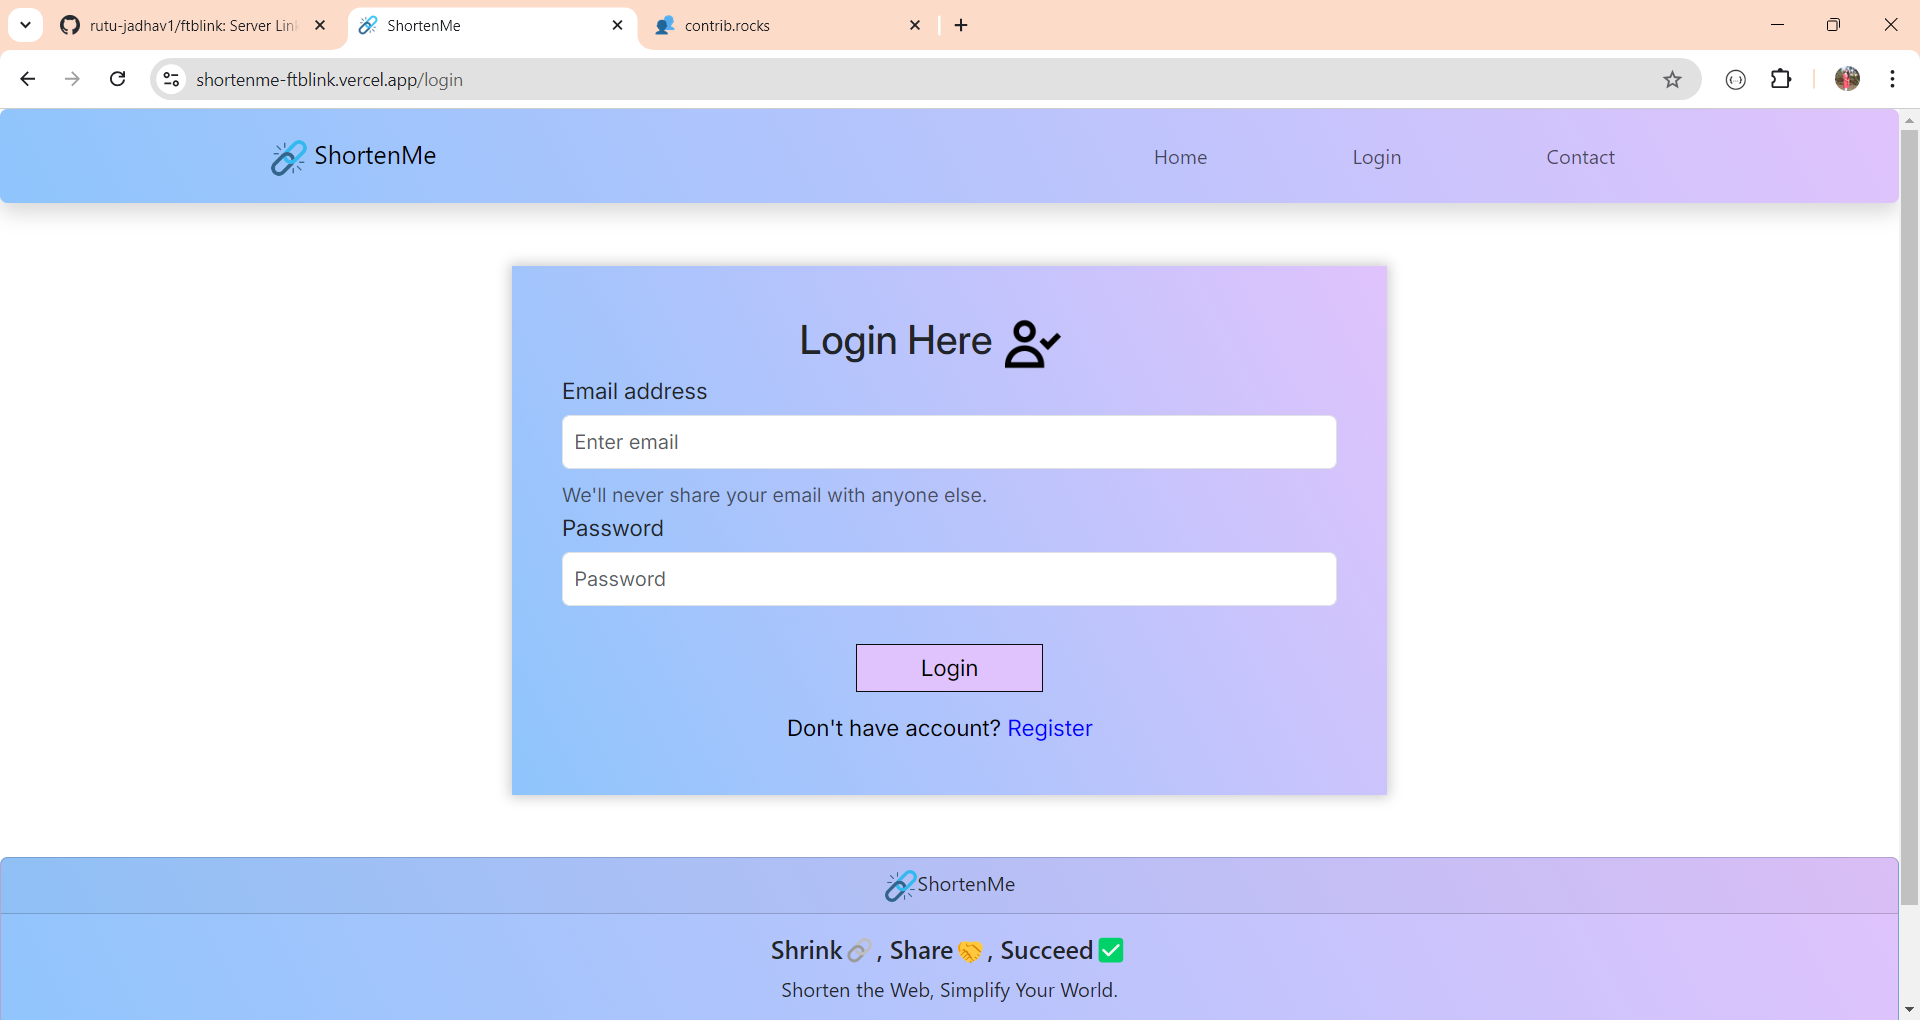 rutu-jadhav1/ftblink: Server Lin
ShortenMe
contrib.rocks
shortenme-ftblink.vercel.app/login
ShortenMe
Home
Login
Contact
Login Here
Email address
Enter email
We'll never share your email with anyone else.
Password
Password
Login
Don't have account? Register
ShortenMe
Shrink🔗, Share🤝, Succeed✅
Shorten the Web, Simplify Your World.